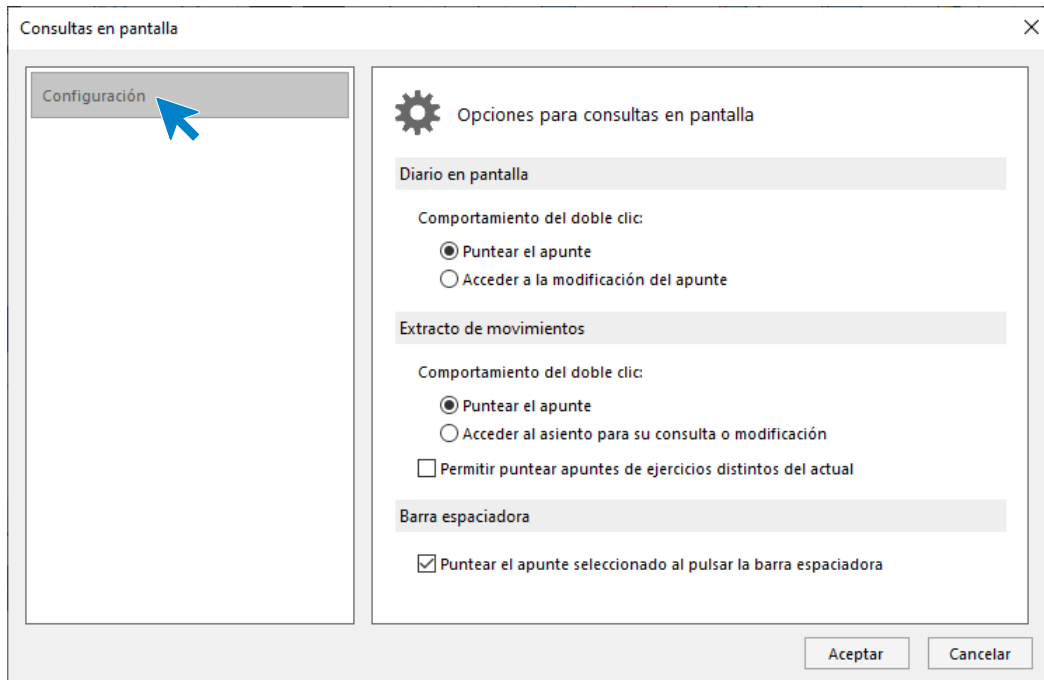 Consultas en pantalla
Configuración
Opciones para consultas en pantalla
Diario en pantalla
Comportamiento del doble clic:
Puntear el apunte
Acceder a la modificación del apunte
Extracto de movimientos
Comportamiento del doble clic:
Puntear el apunte
Acceder al asiento para su consulta o modificación
Permitir puntear apuntes de ejercicios distintos del actual
Barra espaciadora
Puntear el apunte seleccionado al pulsar la barra espaciadora
Aceptar
Cancelar